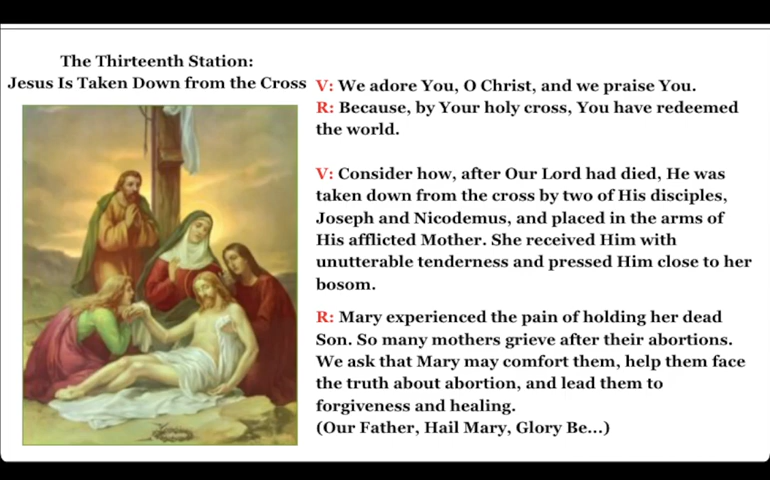 The Thirteenth Station:
Jesus Is Taken Down from the Cross
V: We adore You, O Christ, and we praise You.
R: Because, by Your holy cross, You have redeemed
the world.
V: Consider how, after Our Lord had died, He was
taken down from the cross by two of His disciples,
Joseph and Nicodemus, and placed in the arms of
His afflicted Mother. She received Him with
unutterable tenderness and pressed Him close to her
bosom.
R: Mary experienced the pain of holding her dead
Son. So many mothers grieve after their abortions.
We ask that Mary may comfort them, help them face
the truth about abortion, and lead them to
forgiveness and healing.
(Our Father, Hail Mary, Glory Be...)